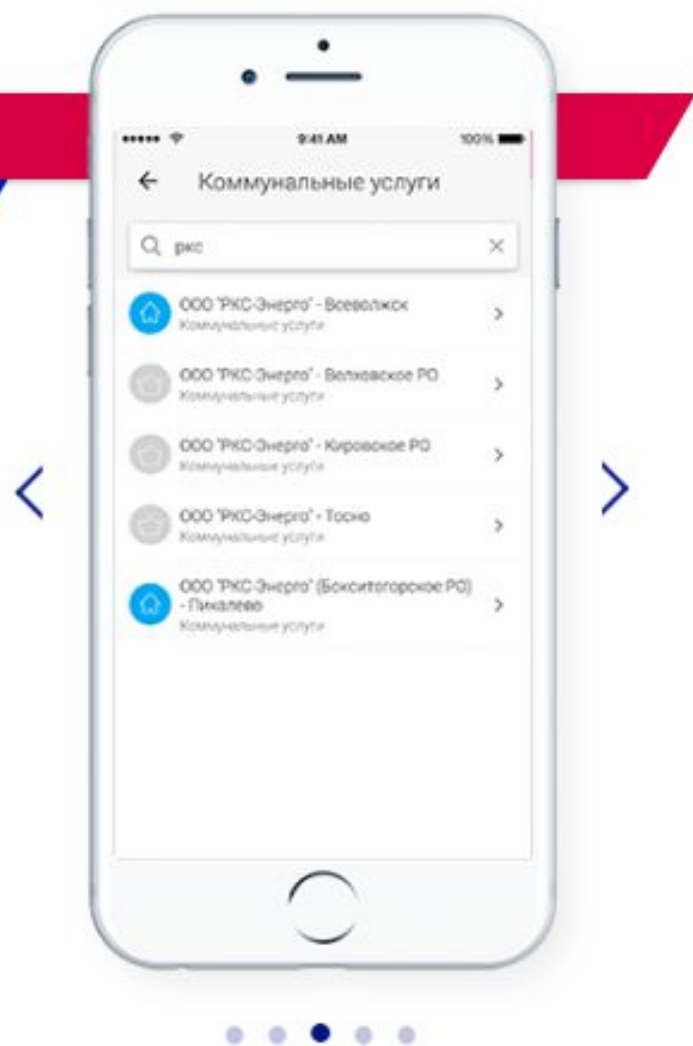 9:41 AM 100%
Коммунальные услуги
ркс
ООО "РКС-Энерго" - Всеволжск
Коммунальные услуги
ООО "РКС-Энерго" - Волховское РО
Коммунальные услуги
ООО "РКС-Энерго" - Кировское РО
Коммунальные услуги
ООО "РКС-Энерго" - Тосно
Коммунальные услуги
ООО "РКС-Энерго" (Бокситогорское РО)
- Пикалево
Коммунальные услуги